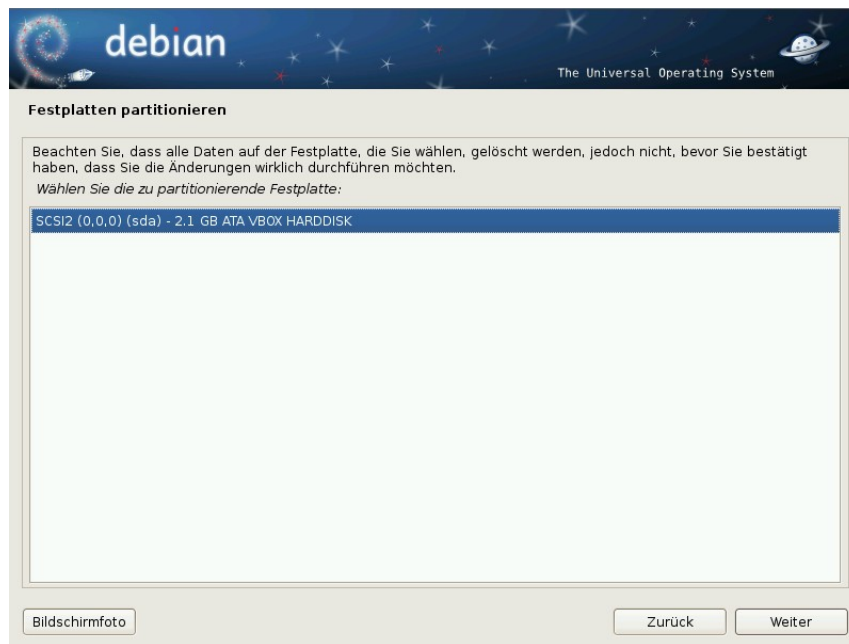 debian
The Universal Operating System
Festplatten partitionieren
Beachten Sie, dass alle Daten auf der Festplatte, die Sie wählen, gelöscht werden, jedoch nicht, bevor Sie bestätigt
haben, dass Sie die Änderungen wirklich durchführen möchten.
Wählen Sie die zu partitionierende Festplatte:
SCSI2 (0,0,0) (sda) - 2.1 GB ATA VBOX HARDDISK
Bildschirmfoto
Zurück
Weiter